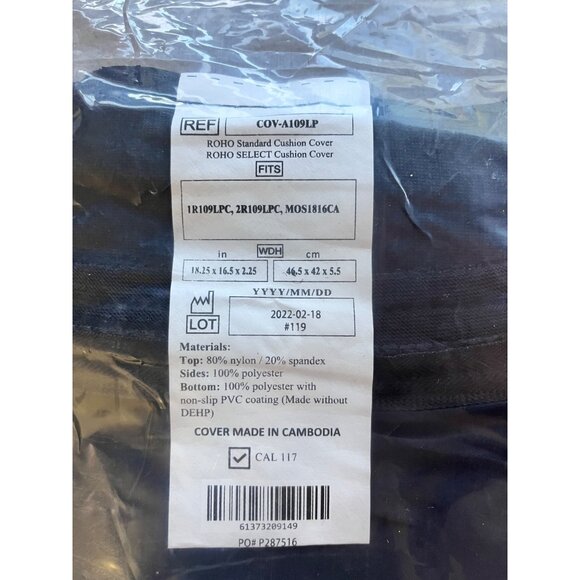 REF COV-A109LP
ROHO Standard Cushion Cover
ROHO SELECT Cushion Cover
FITS
1R109LPC, 2R109LPC, MOS1816CA
in WDH cm
18.25 x 16.5 x 2.25 46.5 x 42 x 5.5
YYYY/MM/DD
2022-02-18
LOT #119
Materials:
Top: 80% nylon / 20% spandex
Sides: 100% polyester
Bottom: 100% polyester with
non-slip PVC coating (Made without
DEHP)
COVER MADE IN CAMBODIA
CAL 117
61373209149
PO# P287516